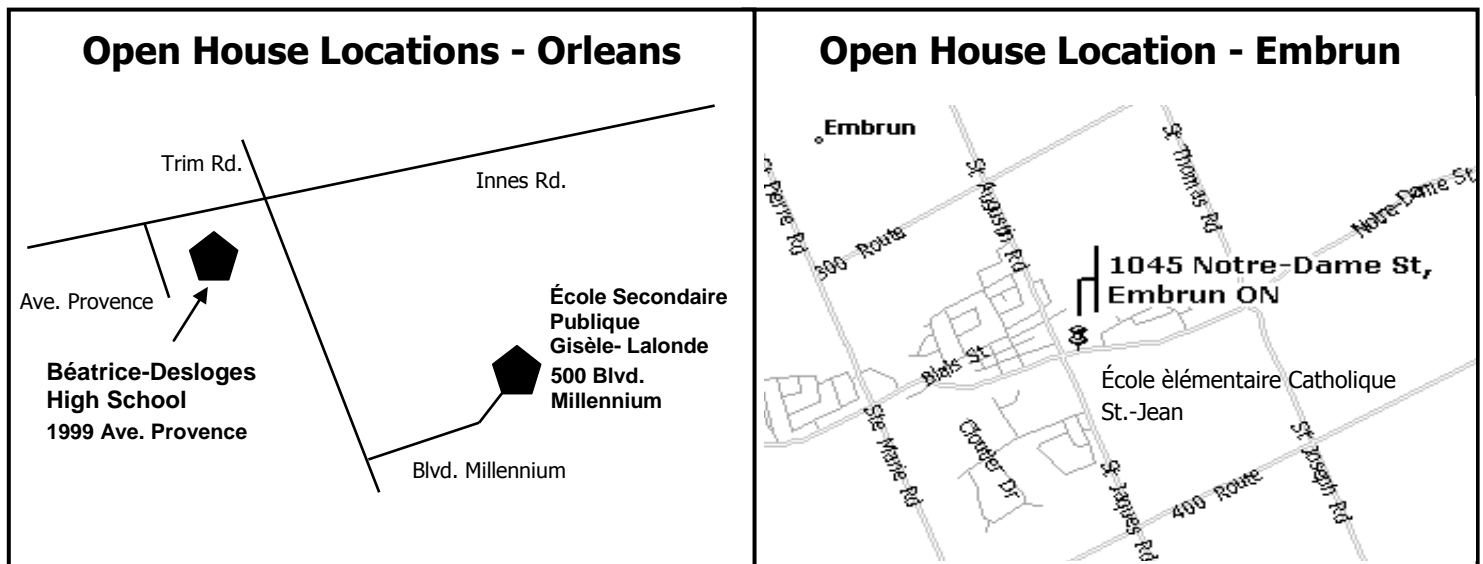 Open House Locations - Orleans
Trim Rd.
Innes Rd.
Ave. Provence
Béatrice-Desloges
High School
1999 Ave. Provence
École Secondaire
Publique
Gisèle- Lalonde
500 Blvd.
Millennium
Blvd. Millennium
Open House Location - Embrun
Embrun
St Pierre Rd
300 Route
St Augustin Rd
St Thomas Rd
Notre-Dame St
1045 Notre-Dame St,
Embrun ON
Blais St
École èlémentaire Catholique
St.-Jean
Ste Marie Rd
Cloutier Dr
St Jaques Rd
400 Route
St Joseph Rd